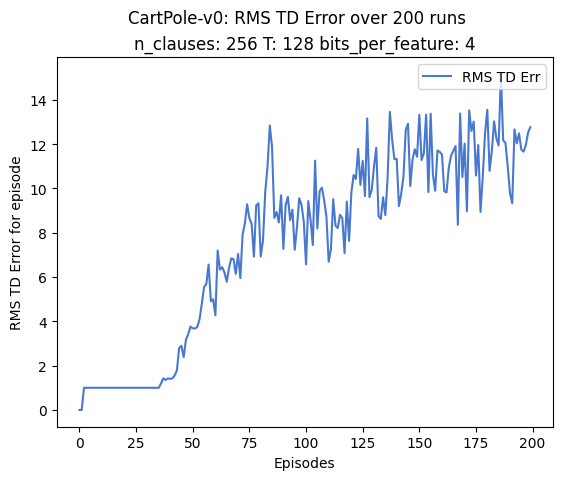 CartPole-v0: RMS TD Error over 200 runs
n_clauses: 256 T: 128 bits_per_feature: 4
RMS TD Err
RMS TD Error for episode
14
12
10
8
6
4
2
0
0 25 50 75 100 125 150 175 200
Episodes